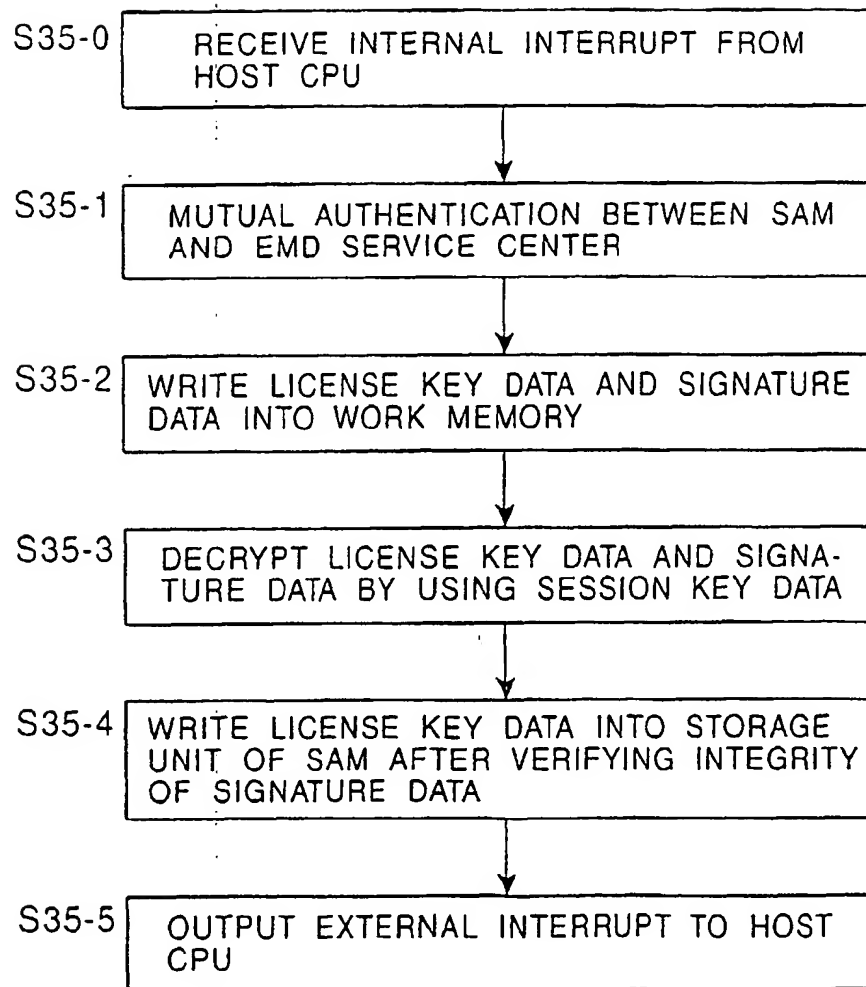 S35-0
RECEIVE INTERNAL INTERRUPT FROM
HOST CPU
S35-1
MUTUAL AUTHENTICATION BETWEEN SAM
AND EMD SERVICE CENTER
S35-2
WRITE LICENSE KEY DATA AND SIGNATURE
DATA INTO WORK MEMORY
S35-3
DECRYPT LICENSE KEY DATA AND SIGNA-
TURE DATA BY USING SESSION KEY DATA
S35-4
WRITE LICENSE KEY DATA INTO STORAGE
UNIT OF SAM AFTER VERIFYING INTEGRITY
OF SIGNATURE DATA
S35-5
OUTPUT EXTERNAL INTERRUPT TO HOST
CPU